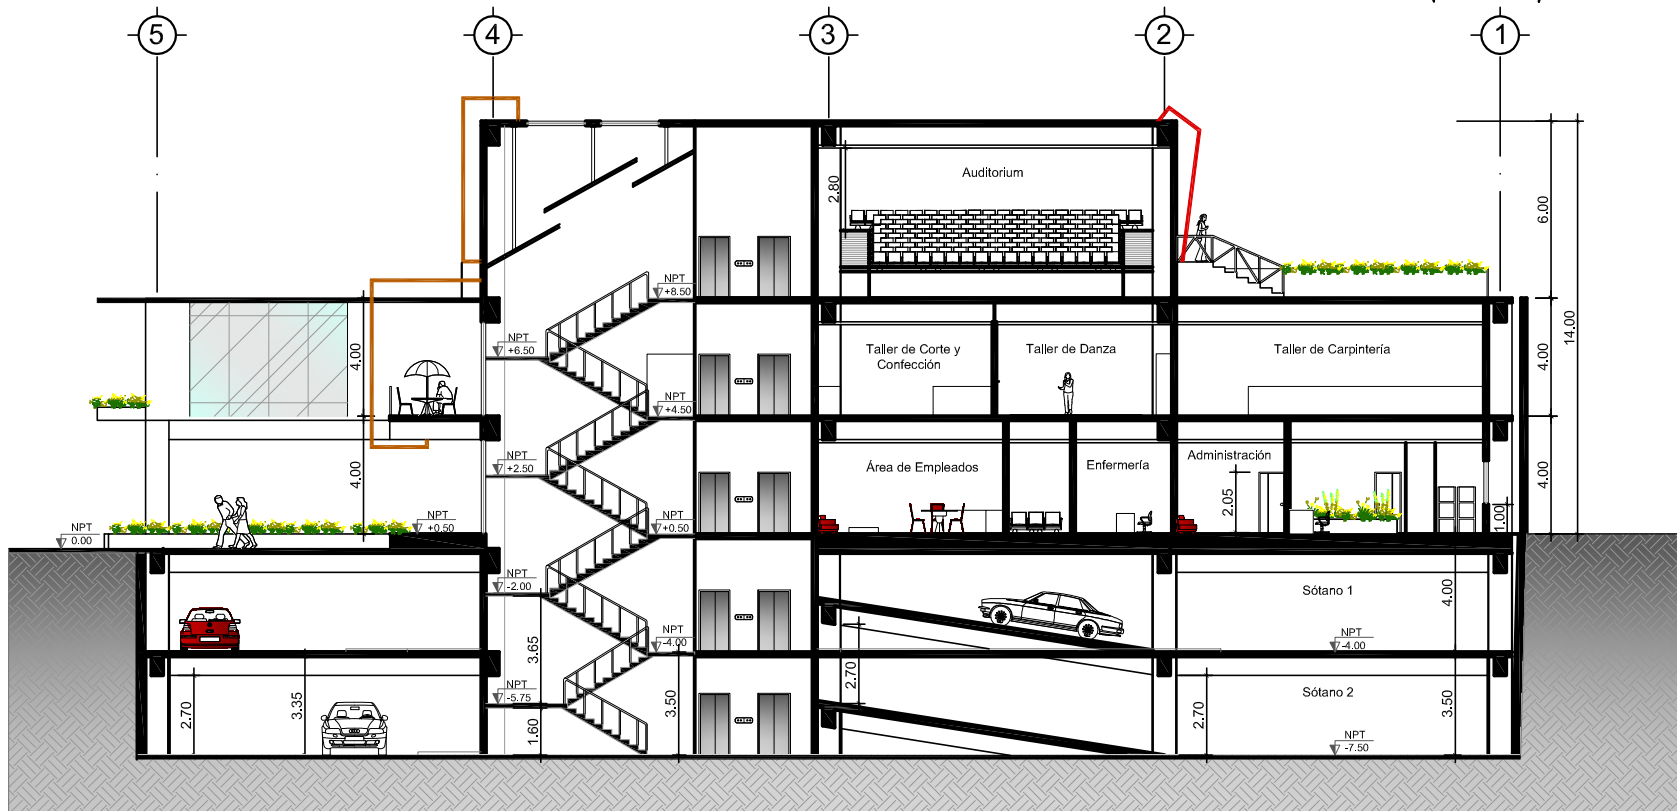 5 4 3 2 1
Auditorium
2.80
6.00
14.00
NPT
+8.50
NPT
+6.50
4.00
Taller de Corte y
Confección
Taller de Danza
Taller de Carpintería
4.00
NPT
+4.50
NPT
+2.50
4.00
Área de Empleados
Enfermería
Administración
2.05
1.00
4.00
NPT
0.00
NPT
+0.50
NPT
+0.50
NPT
-2.00
Sótano 1
4.00
3.65
NPT
-4.00
NPT
-4.00
2.70
3.35
NPT
-5.75
1.60
3.50
2.70
Sótano 2
2.70
3.50
NPT
-7.50